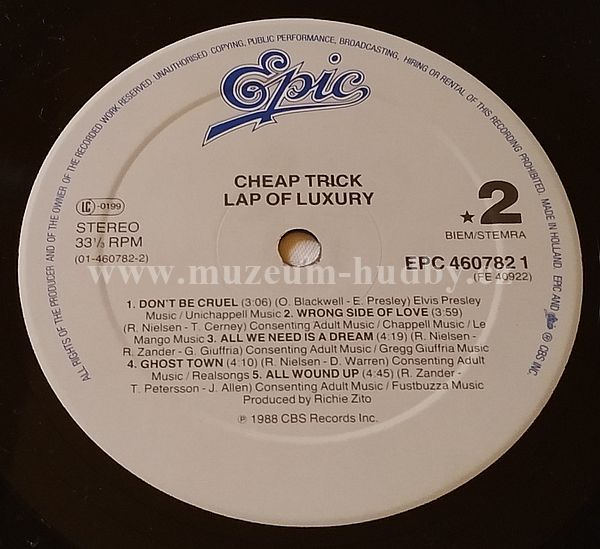 ALL RIGHTS OF THE PRODUCER AND OF THE OWNER OF THE RECORDED WORK RESERVED. UNAUTHORISED COPYING, PUBLIC PERFORMANCE, BROADCASTING, HIRING OR RENTAL OF THIS RECORDING PROHIBITED. MADE IN HOLLAND. EPIC AND ARE ® CBS INC.
Epic
CHEAP TRICK
LAP OF LUXURY
LC -0199
STEREO
33⅓ RPM
(01-460782-2)
★2
BIEM/STEMRA
EPC 460782 1
(FE 40922)
www.muzeum-hudby.cz
1. DON'T BE CRUEL (3:06) (O. Blackwell - E. Presley) Elvis Presley
Music / Unichappell Music 2. WRONG SIDE OF LOVE (3:59)
(R. Nielsen - T. Cerney) Consenting Adult Music / Chappell Music / Le
Mango Music 3. ALL WE NEED IS A DREAM (4:19) (R. Nielsen -
R. Zander - G. Giuffria) Consenting Adult Music / Gregg Giuffria Music
4. GHOST TOWN (4:10) (R. Nielsen - D. Warren) Consenting Adult
Music / Realsongs 5. ALL WOUND UP (4:45) (R. Zander -
T. Petersson - J. Allen) Consenting Adult Music / Fustbuzza Music
Produced by Richie Zito
℗ 1988 CBS Records Inc.